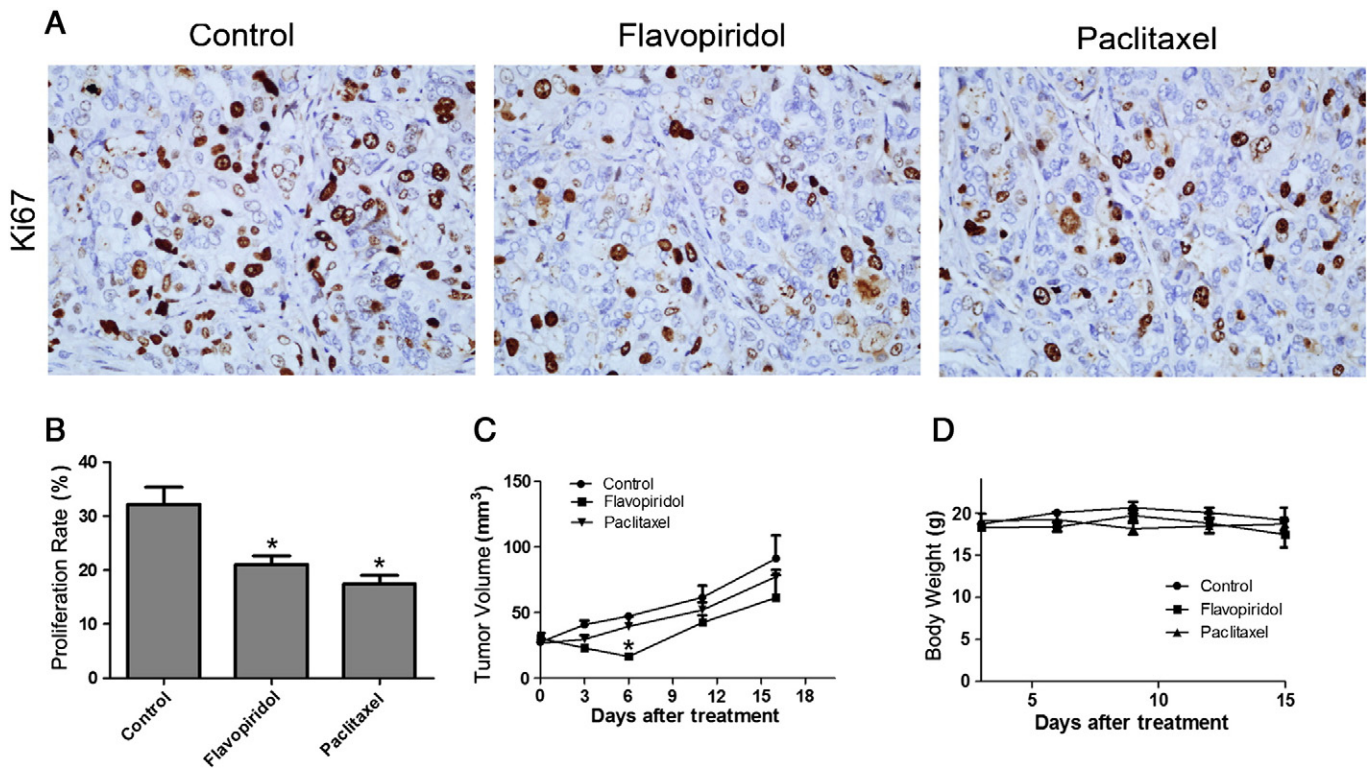 A
Control
Flavopiridol
Paclitaxel
Ki67
B
Proliferation Rate (%)
40
30
20
10
0
Control
Flavopiridol
*
Paclitaxel
*
C
Tumor Volume (mm³)
150
100
50
0
Control
Flavopiridol
Paclitaxel
*
0 3 6 9 12 15 18
Days after treatment
D
Body Weight (g)
20
15
10
5
0
Control
Flavopiridol
Paclitaxel
5 10 15
Days after treatment